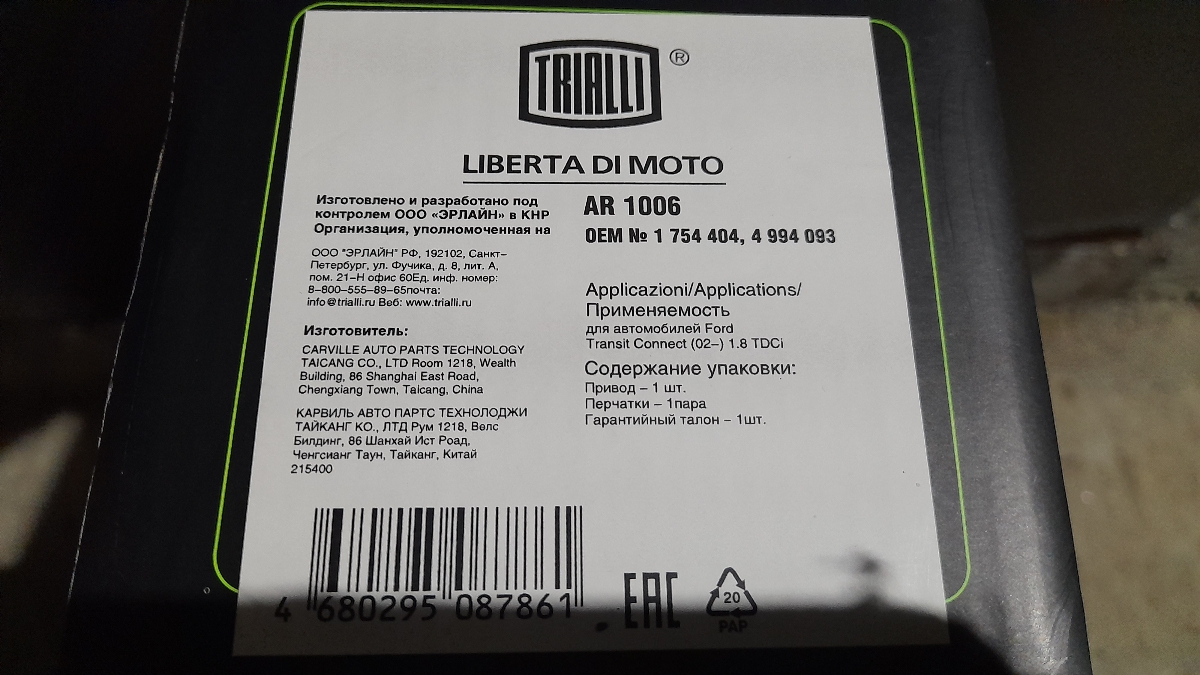 TRIALLI ®
LIBERTA DI MOTO
Изготовлено и разработано под
контролем ООО «ЭРЛАЙН» в КНР
Организация, уполномоченная на
ООО "ЭРЛАЙН" РФ, 192102, Санкт-
Петербург, ул. Фучика, д. 8, лит. А,
пом. 21-Н офис 60Ед. инф. номер:
8-800-555-89-65почта:
info@trialli.ru Веб: www.trialli.ru
Изготовитель:
CARVILLE AUTO PARTS TECHNOLOGY
TAICANG CO., LTD Room 1218, Wealth
Building, 86 Shanghai East Road,
Chengxiang Town, Taicang, China
КАРВИЛЬ АВТО ПАРТС ТЕХНОЛОДЖИ
ТАЙКАНГ КО., ЛТД Рум 1218, Велс
Билдинг, 86 Шанхай Ист Роад,
Ченгсианг Таун, Тайканг, Китай
215400
AR 1006
OEM № 1 754 404, 4 994 093
Applicazioni/Applications/
Применяемость
для автомобилей Ford
Transit Connect (02-) 1.8 TDCi
Содержание упаковки:
Привод – 1 шт.
Перчатки – 1пара
Гарантийный талон – 1шт.
4 680295 087861
EAC
20
PAP